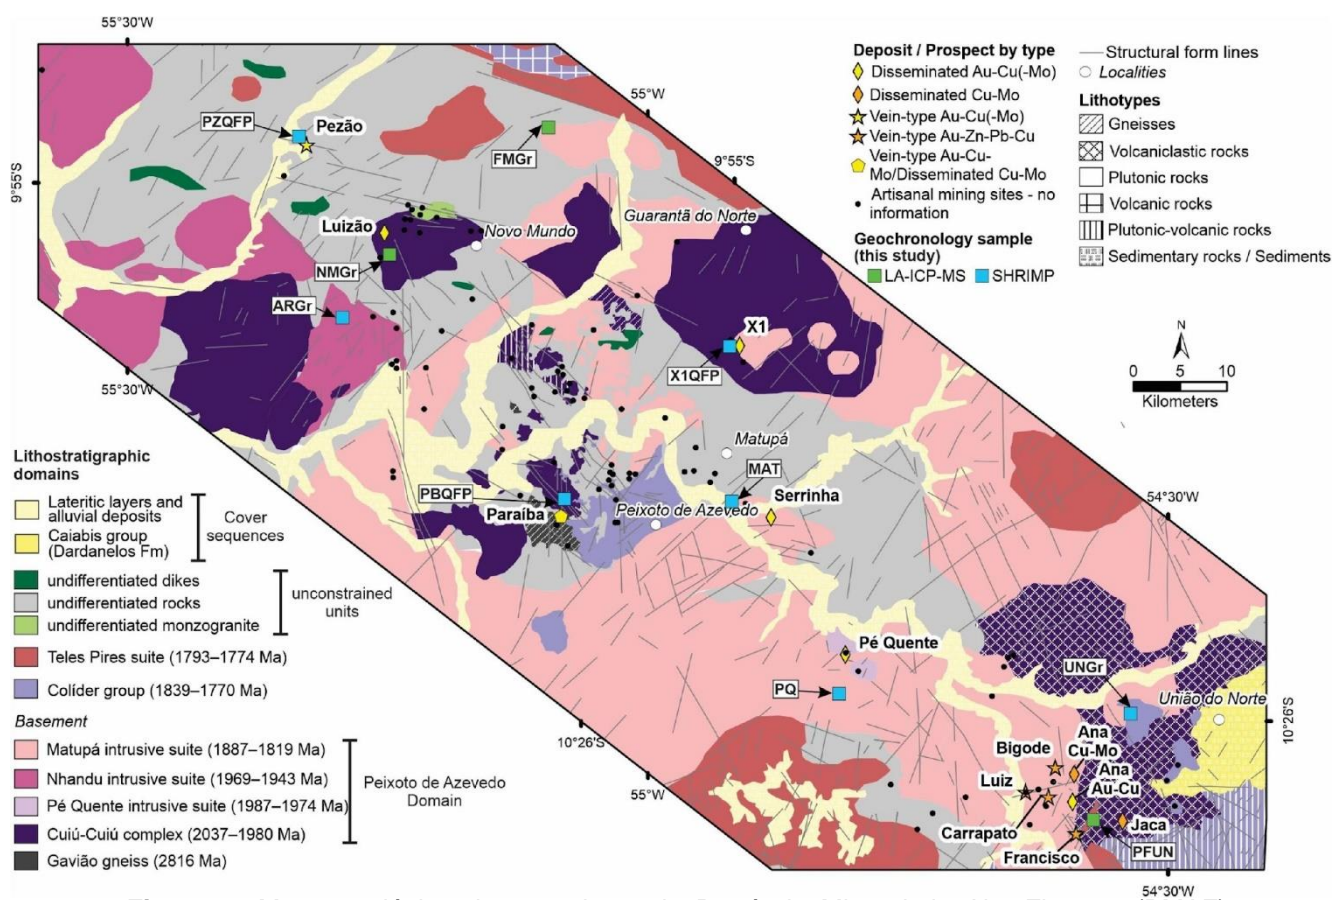 55°30'W
55°W
9°55'S
9°55'S
55°30'W
54°30'W
10°26'S
10°26'S
55°W
54°30'W
PZQFP
Pezão
FMGr
Luizão
Novo Mundo
Guarantã do Norte
NMGr
ARGr
X1
X1QFP
Matupá
MAT
Serrinha
PBQFP
Paraíba
Peixoto de Azevedo
Pé Quente
PQ
UNGr
União do Norte
Bigode
Ana
Cu-Mo
Luiz
Ana
Au-Cu
Carrapato
Jaca
Francisco
PFUN
Deposit / Prospect by type
Disseminated Au-Cu(-Mo)
Disseminated Cu-Mo
Vein-type Au-Cu(-Mo)
Vein-type Au-Zn-Pb-Cu
Vein-type Au-Cu-
Mo/Disseminated Cu-Mo
Artisanal mining sites - no
information
Geochronology sample
(this study)
LA-ICP-MS SHRIMP
Structural form lines
Localities
Lithotypes
Gneisses
Volcaniclastic rocks
Plutonic rocks
Volcanic rocks
Plutonic-volcanic rocks
Sedimentary rocks / Sediments
N
0 5 10
Kilometers
Lithostratigraphic
domains
Lateritic layers and
alluvial deposits
Caiabis group
(Dardanelos Fm)
Cover
sequences
undifferentiated dikes
undifferentiated rocks
undifferentiated monzogranite
unconstrained
units
Teles Pires suite (1793–1774 Ma)
Colíder group (1839–1770 Ma)
Basement
Matupá intrusive suite (1887–1819 Ma)
Nhandu intrusive suite (1969–1943 Ma)
Pé Quente intrusive suite (1987–1974 Ma)
Cuiú-Cuiú complex (2037–1980 Ma)
Gavião gneiss (2816 Ma)
Peixoto de Azevedo
Domain